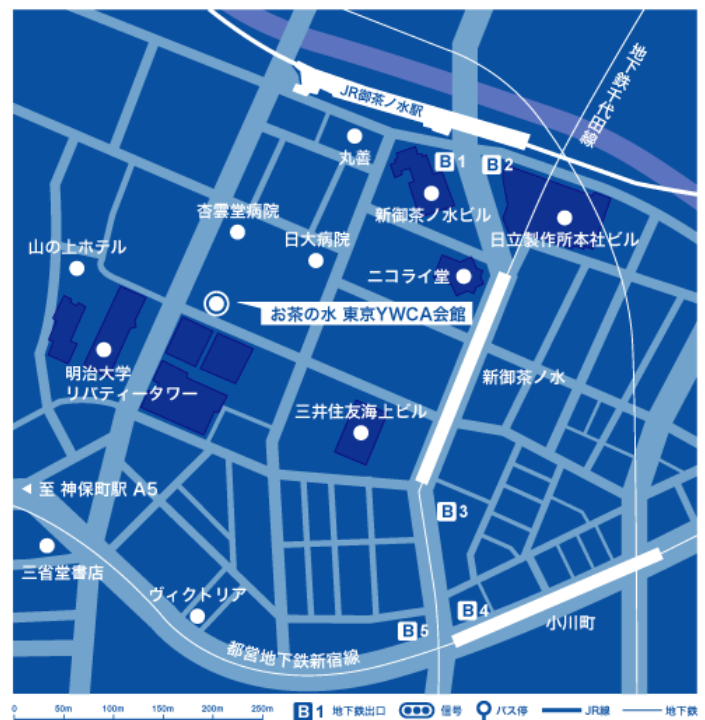 地下鉄千代田線
JR御茶ノ水駅
丸善
B1
B2
新御茶ノ水ビル
杏雲堂病院
日大病院
日立製作所本社ビル
山の上ホテル
ニコライ堂
お茶の水 東京YWCA会館
明治大学
リバティータワー
新御茶ノ水
三井住友海上ビル
至 神保町駅 A5
B3
三省堂書店
ヴィクトリア
B4
B5
小川町
都営地下鉄新宿線
0 50m 100m 150m 200m 250m
B1 地下鉄出口 信号 バス停 JR線 地下鉄